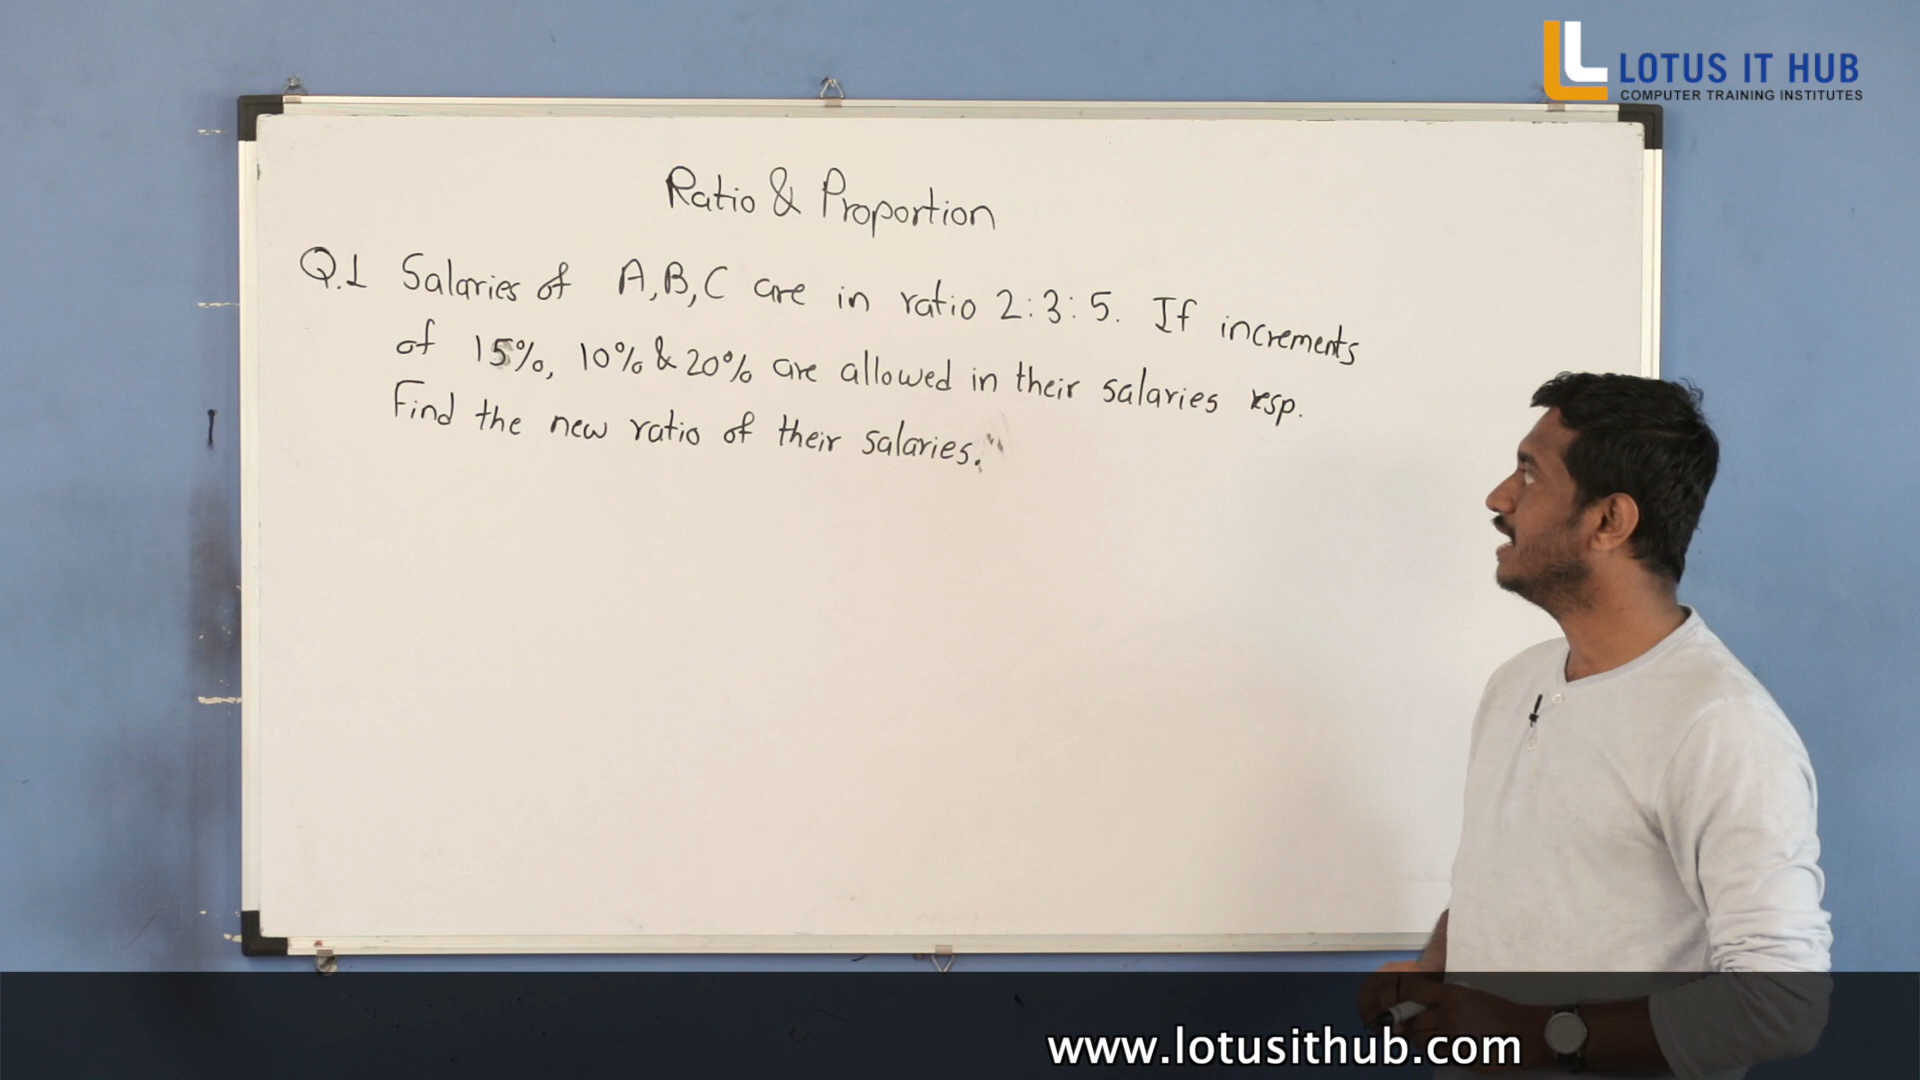 LOTUS IT HUB
COMPUTER TRAINING INSTITUTES
Ratio & Proportion
Q.1 Salaries of A,B,C are in ratio 2:3:5. If increments
of 15%, 10% & 20% are allowed in their salaries resp.
Find the new ratio of their salaries.
www.lotusithub.com